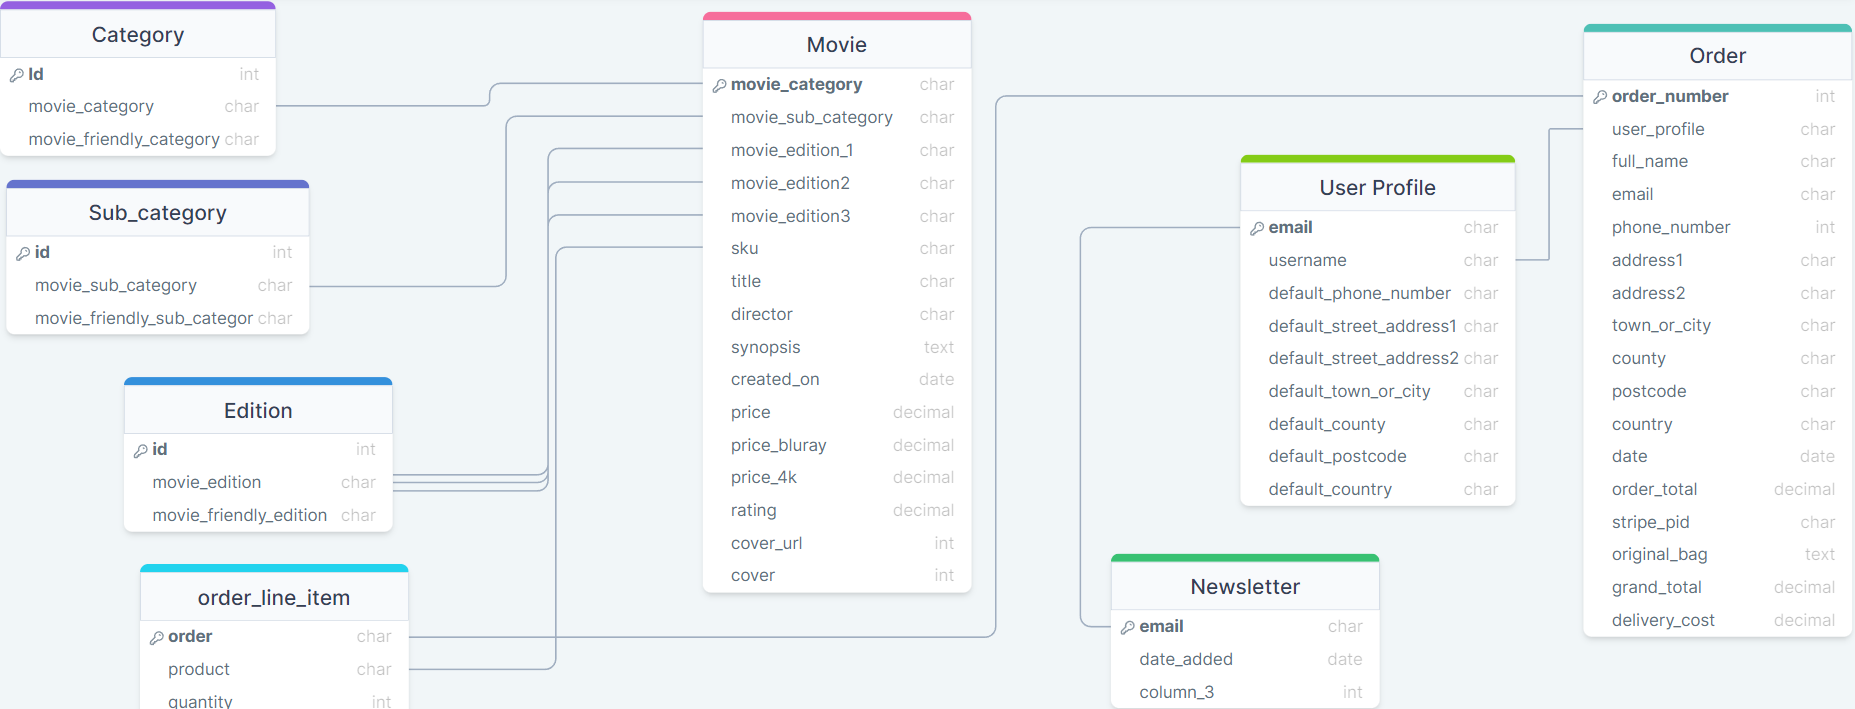 Category
Id int
movie_category char
movie_friendly_category char
Sub_category
id int
movie_sub_category char
movie_friendly_sub_categor char
Edition
id int
movie_edition char
movie_friendly_edition char
order_line_item
order char
product char
quantity int
Movie
movie_category char
movie_sub_category char
movie_edition_1 char
movie_edition2 char
movie_edition3 char
sku char
title char
director char
synopsis text
created_on date
price decimal
price_bluray decimal
price_4k decimal
rating decimal
cover_url int
cover int
User Profile
email char
username char
default_phone_number char
default_street_address1 char
default_street_address2 char
default_town_or_city char
default_county char
default_postcode char
default_country char
Newsletter
email char
date_added date
column_3 int
Order
order_number int
user_profile char
full_name char
email char
phone_number int
address1 char
address2 char
town_or_city char
county char
postcode char
country char
date date
order_total decimal
stripe_pid char
original_bag text
grand_total decimal
delivery_cost decimal